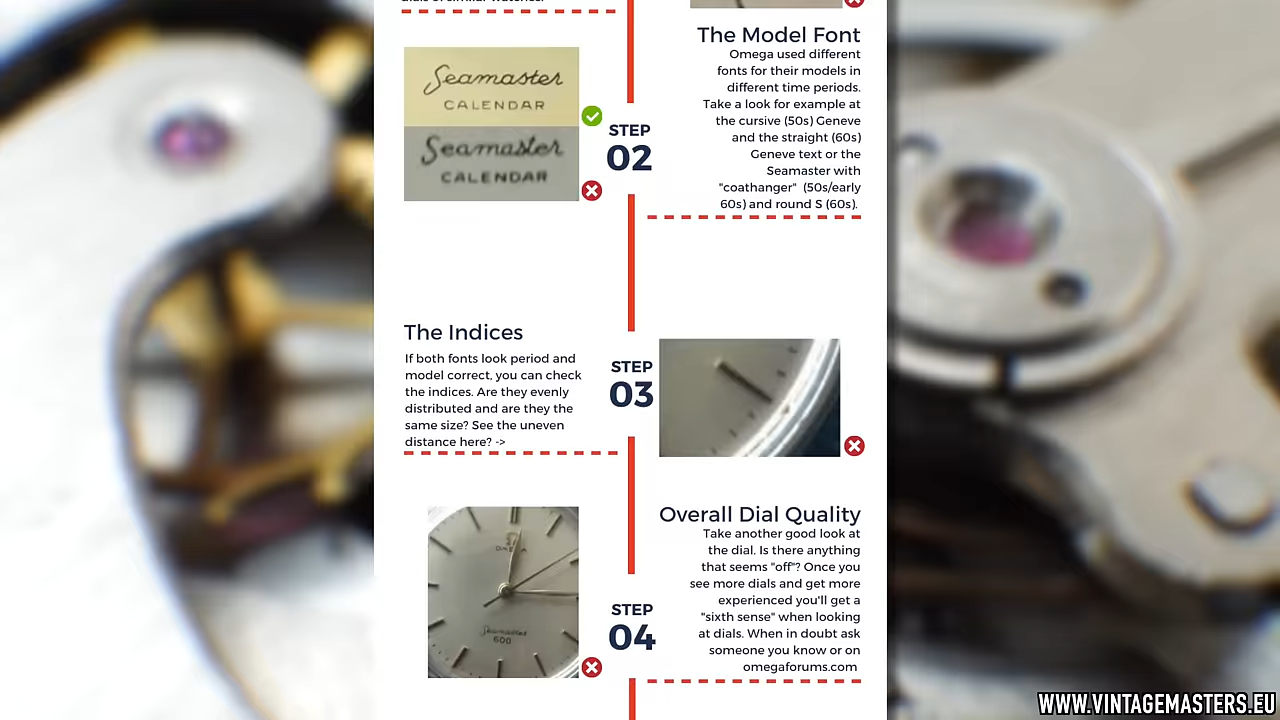 The Model Font
Omega used different
fonts for their models in
different time periods.
Take a look for example at
the cursive (50s) Geneve
and the straight (60s)
Geneve text or the
Seamaster with
"coathanger" (50s/early
60s) and round S (60s).
Seamaster
CALENDAR
Seamaster
CALENDAR
STEP
02
The Indices
If both fonts look period and
model correct, you can check
the indices. Are they evenly
distributed and are they the
same size? See the uneven
distance here? ->
STEP
03
Overall Dial Quality
Take another good look at
the dial. Is there anything
that seems "off"? Once you
see more dials and get more
experienced you'll get a
"sixth sense" when looking
at dials. When in doubt ask
someone you know or on
omegaforums.com
OMEGA
Seamaster
600
STEP
04
WWW.VINTAGEMASTERS.EU